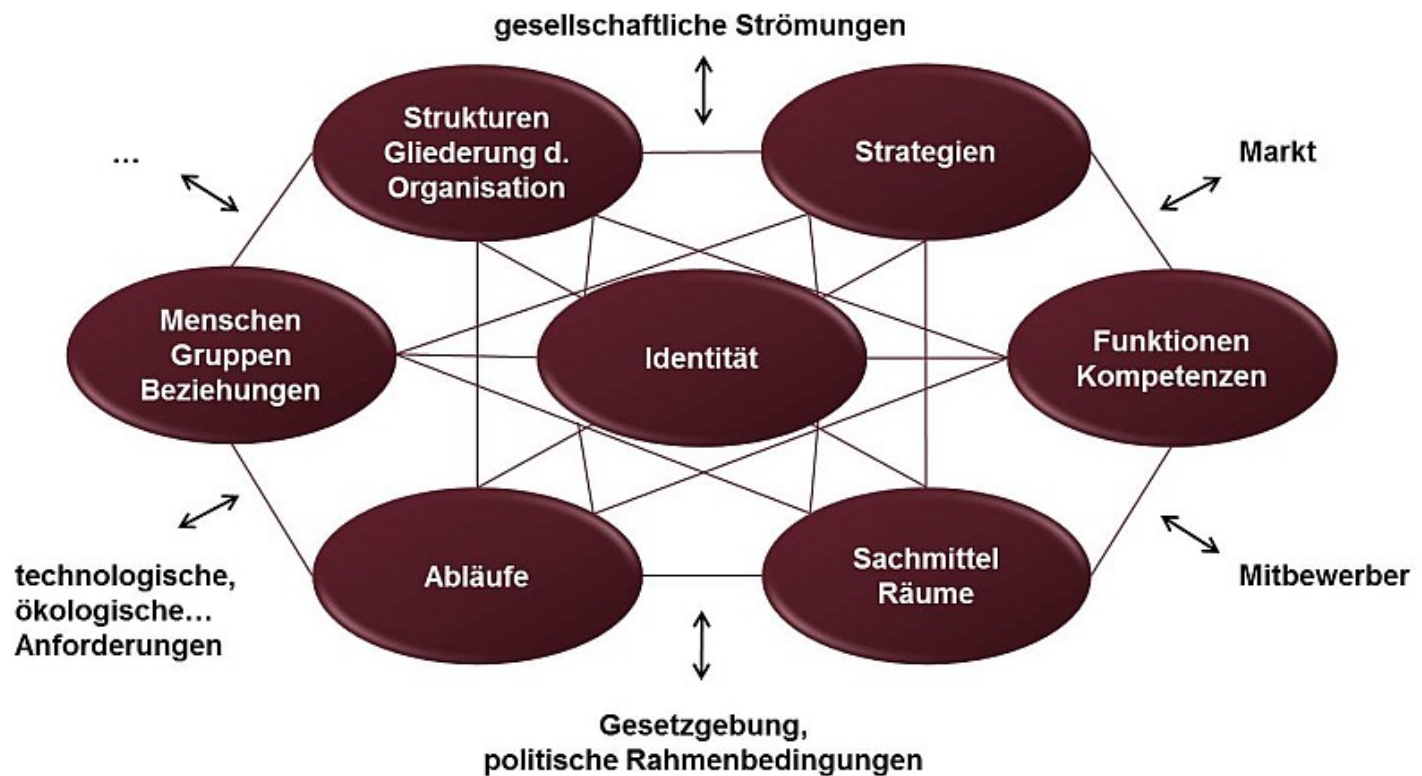 gesellschaftliche Strömungen
Strukturen
Gliederung d.
Organisation
Strategien
…
Markt
Menschen
Gruppen
Beziehungen
Identität
Funktionen
Kompetenzen
technologische,
ökologische…
Anforderungen
Abläufe
Sachmittel
Räume
Mitbewerber
Gesetzgebung,
politische Rahmenbedingungen